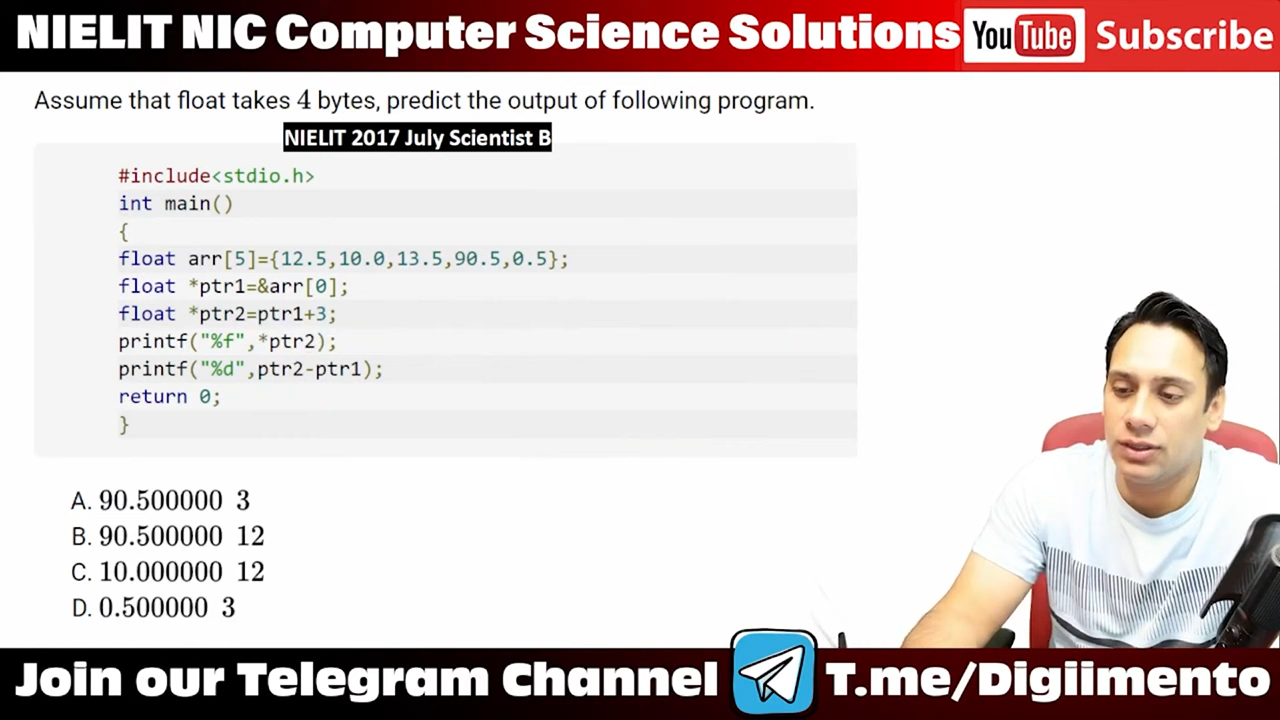 NIELIT NIC Computer Science Solutions YouTube Subscribe
Assume that float takes 4 bytes, predict the output of following program.
NIELIT 2017 July Scientist B
#include<stdio.h>
int main()
{
float arr[5]={12.5,10.0,13.5,90.5,0.5};
float *ptr1=&arr[0];
float *ptr2=ptr1+3;
printf("%f",*ptr2);
printf("%d",ptr2-ptr1);
return 0;
}
A. 90.500000 3
B. 90.500000 12
C. 10.000000 12
D. 0.500000 3
Join our Telegram Channel T.me/Digiimento